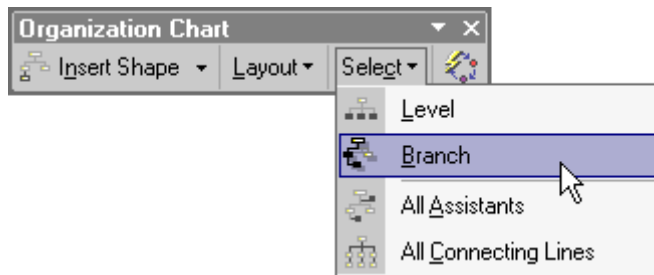 Organization Chart
Insert Shape Layout Select
Level
Branch
All Assistants
All Connecting Lines